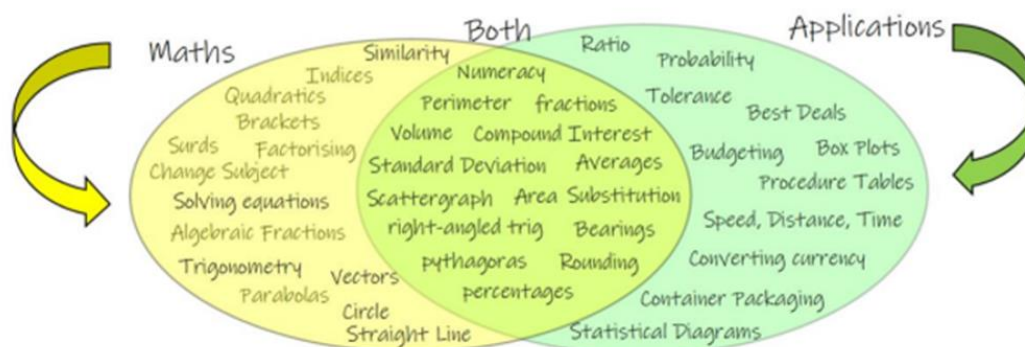 Maths
Both
Applications
Similarity
Indices
Quadratics
Brackets
Surds
Factorising
Change Subject
Solving equations
Algebraic Fractions
Trigonometry
Vectors
Parabolas
Circle
Straight Line
Numeracy
Perimeter fractions
Volume Compound Interest
Standard Deviation Averages
Scattergraph Area Substitution
right-angled trig Bearings
pythagoras Rounding
percentages
Ratio
Probability
Tolerance
Best Deals
Budgeting
Box Plots
Procedure Tables
Speed, Distance, Time
Converting currency
Container Packaging
Statistical Diagrams